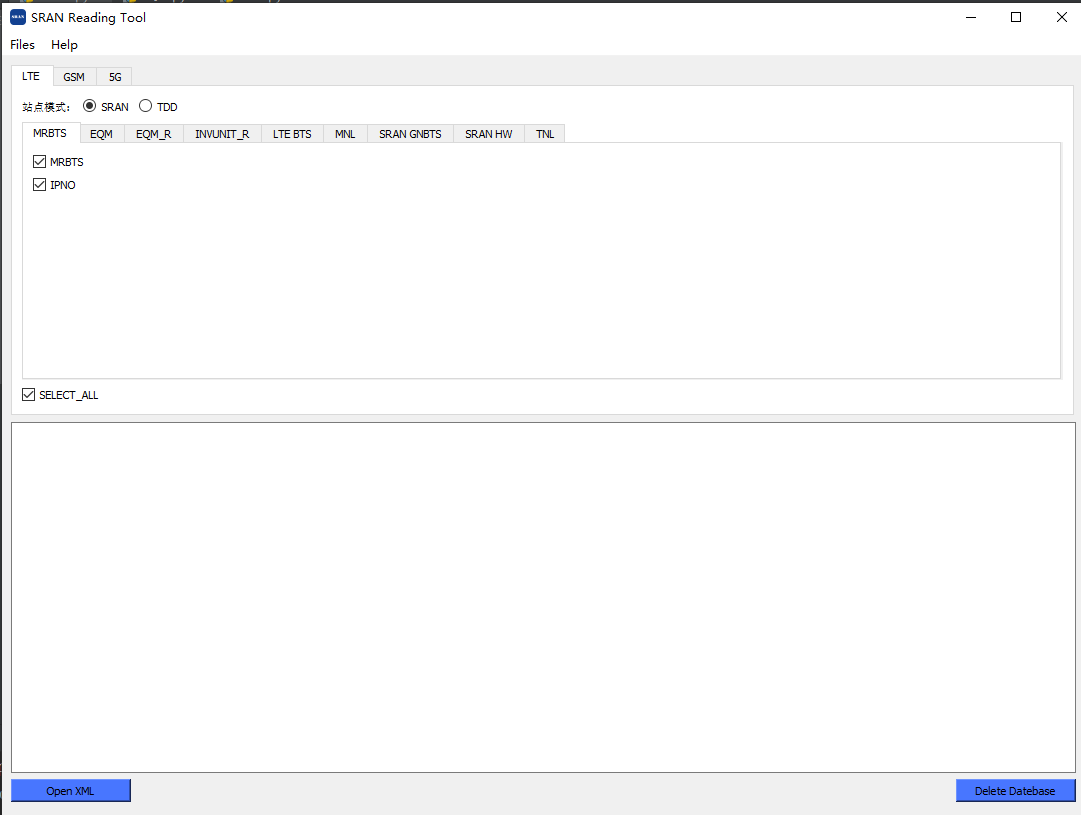 SRAN SRAN Reading Tool
Files Help
LTE GSM 5G
站点模式： SRAN TDD
MRBTS EQM EQM_R INVUNIT_R LTE BTS MNL SRAN GNBTS SRAN HW TNL
MRBTS
IPNO
SELECT_ALL
Open XML Delete Datebase